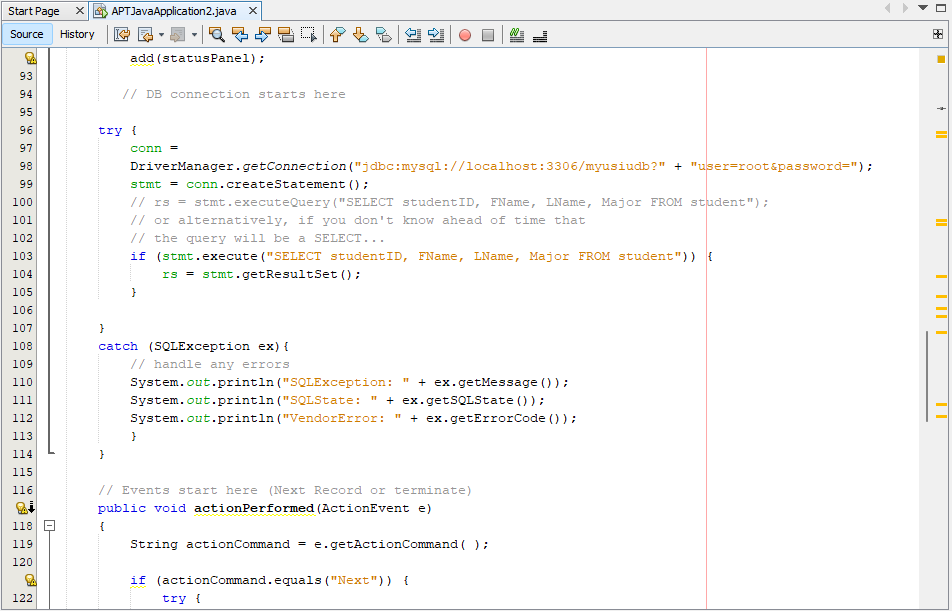 Start Page
APTJavaApplication2.java
Source History
add(statusPanel);
93
94 // DB connection starts here
95
96 try {
97 conn =
98 DriverManager.getConnection("jdbc:mysql://localhost:3306/myusiudb?" + "user=root&password=");
99 stmt = conn.createStatement();
100 // rs = stmt.executeQuery("SELECT studentID, FName, LName, Major FROM student");
101 // or alternatively, if you don't know ahead of time that
102 // the query will be a SELECT...
103 if (stmt.execute("SELECT studentID, FName, LName, Major FROM student")) {
104 rs = stmt.getResultSet();
105 }
106
107 }
108 catch (SQLException ex){
109 // handle any errors
110 System.out.println("SQLException: " + ex.getMessage());
111 System.out.println("SQLState: " + ex.getSQLState());
112 System.out.println("VendorError: " + ex.getErrorCode());
113 }
114 }
115
116 // Events start here (Next Record or terminate)
public void actionPerformed(ActionEvent e)
118 {
119 String actionCommand = e.getActionCommand( );
120
if (actionCommand.equals("Next")) {
122 try {